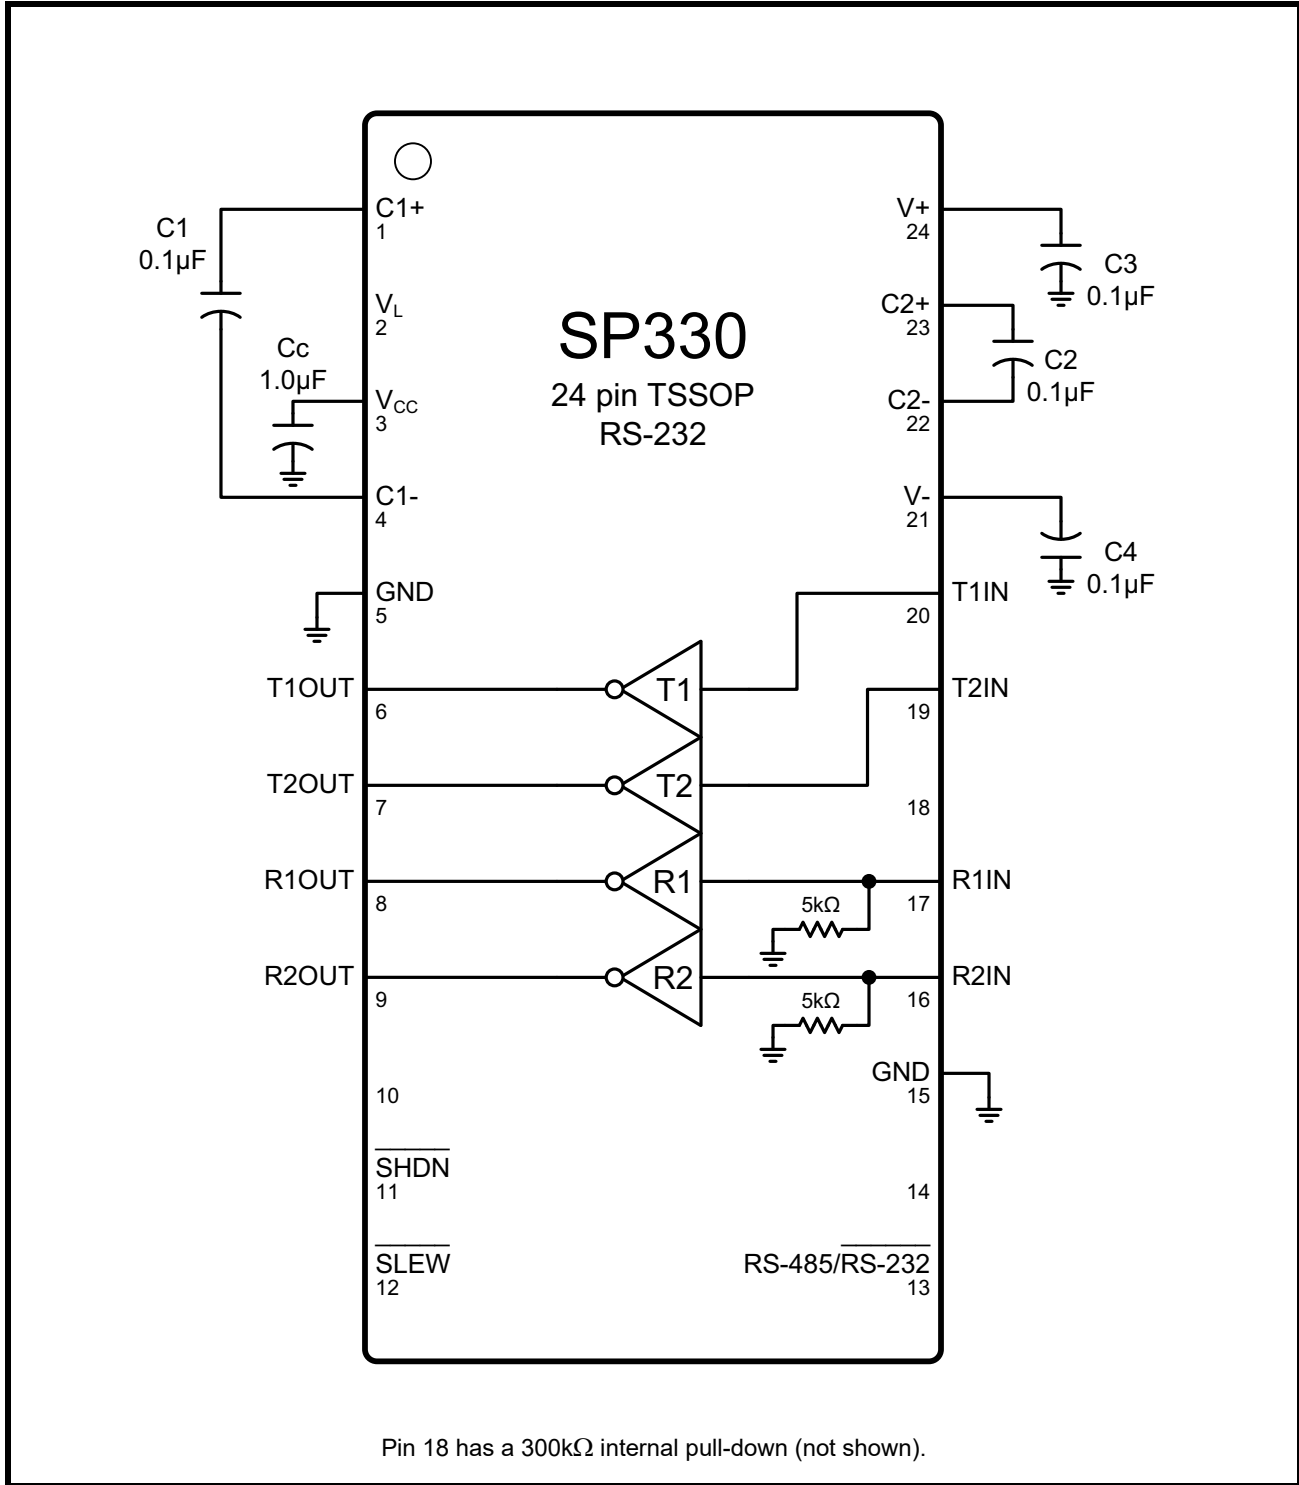 C1+
1
C1
0.1µF
VL
2
Cc
1.0µF
VCC
3
C1-
4
GND
5
T1OUT
6
T2OUT
7
R1OUT
8
R2OUT
9
10
SHDN
11
SLEW
12
SP330
24 pin TSSOP
RS-232
T1
T2
R1
R2
V+
24
C3
0.1µF
C2+
23
C2
0.1µF
C2-
22
V-
21
C4
0.1µF
T1IN
20
T2IN
19
18
R1IN
17
5kΩ
R2IN
16
5kΩ
GND
15
14
RS-485/RS-232
13
Pin 18 has a 300kΩ internal pull-down (not shown).